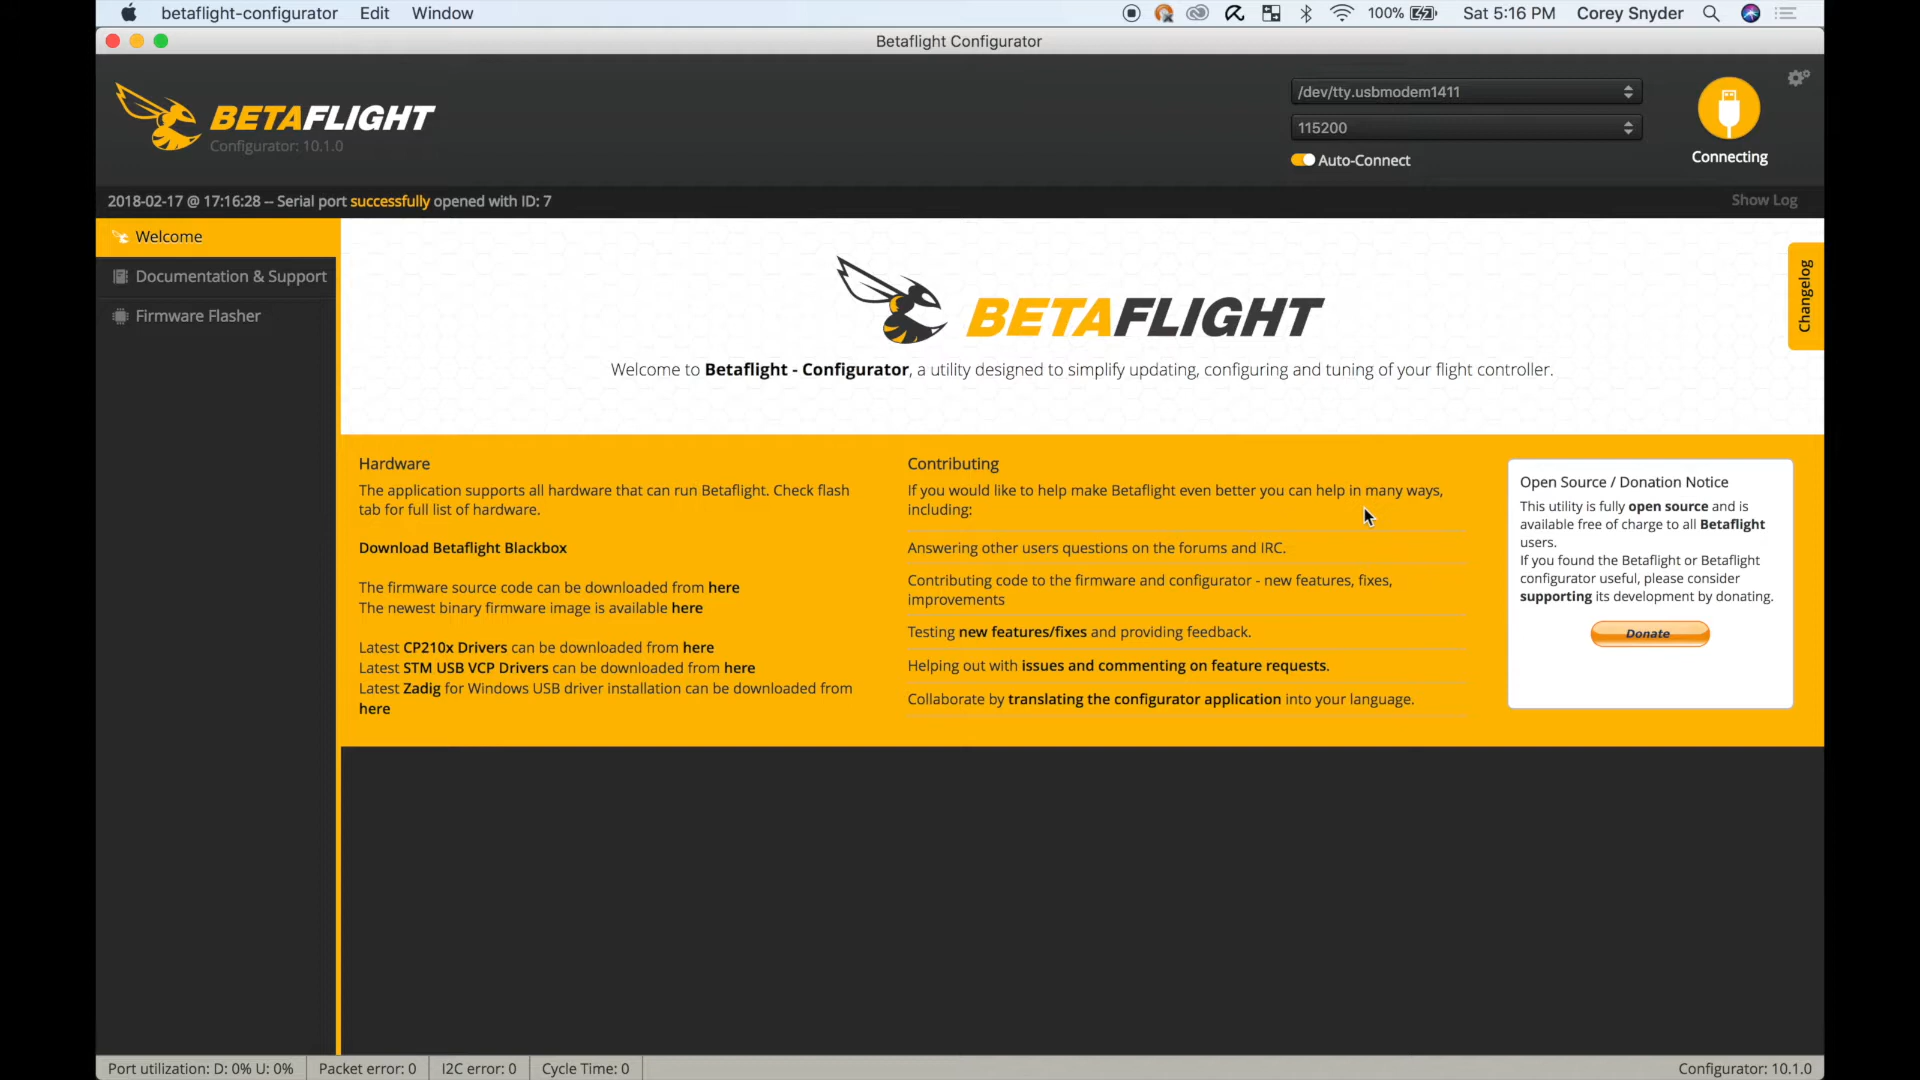 betaflight-configurator Edit Window 100% Sat 5:16 PM Corey Snyder
Betaflight Configurator
BETAFLIGHT
Configurator: 10.1.0
/dev/tty.usbmodem1411
115200
Auto-Connect
Connecting
2018-02-17 @ 17:16:28 -- Serial port successfully opened with ID: 7
Show Log
Welcome
Documentation & Support
Firmware Flasher
BETAFLIGHT
Welcome to Betaflight - Configurator, a utility designed to simplify updating, configuring and tuning of your flight controller.
Changelog
Hardware
The application supports all hardware that can run Betaflight. Check flash
tab for full list of hardware.
Download Betaflight Blackbox
The firmware source code can be downloaded from here
The newest binary firmware image is available here
Latest CP210x Drivers can be downloaded from here
Latest STM USB VCP Drivers can be downloaded from here
Latest Zadig for Windows USB driver installation can be downloaded from
here
Contributing
If you would like to help make Betaflight even better you can help in many ways,
including:
Answering other users questions on the forums and IRC.
Contributing code to the firmware and configurator - new features, fixes,
improvements
Testing new features/fixes and providing feedback.
Helping out with issues and commenting on feature requests.
Collaborate by translating the configurator application into your language.
Open Source / Donation Notice
This utility is fully open source and is
available free of charge to all Betaflight
users.
If you found the Betaflight or Betaflight
configurator useful, please consider
supporting its development by donating.
Donate
Port utilization: D: 0% U: 0% Packet error: 0 I2C error: 0 Cycle Time: 0 Configurator: 10.1.0